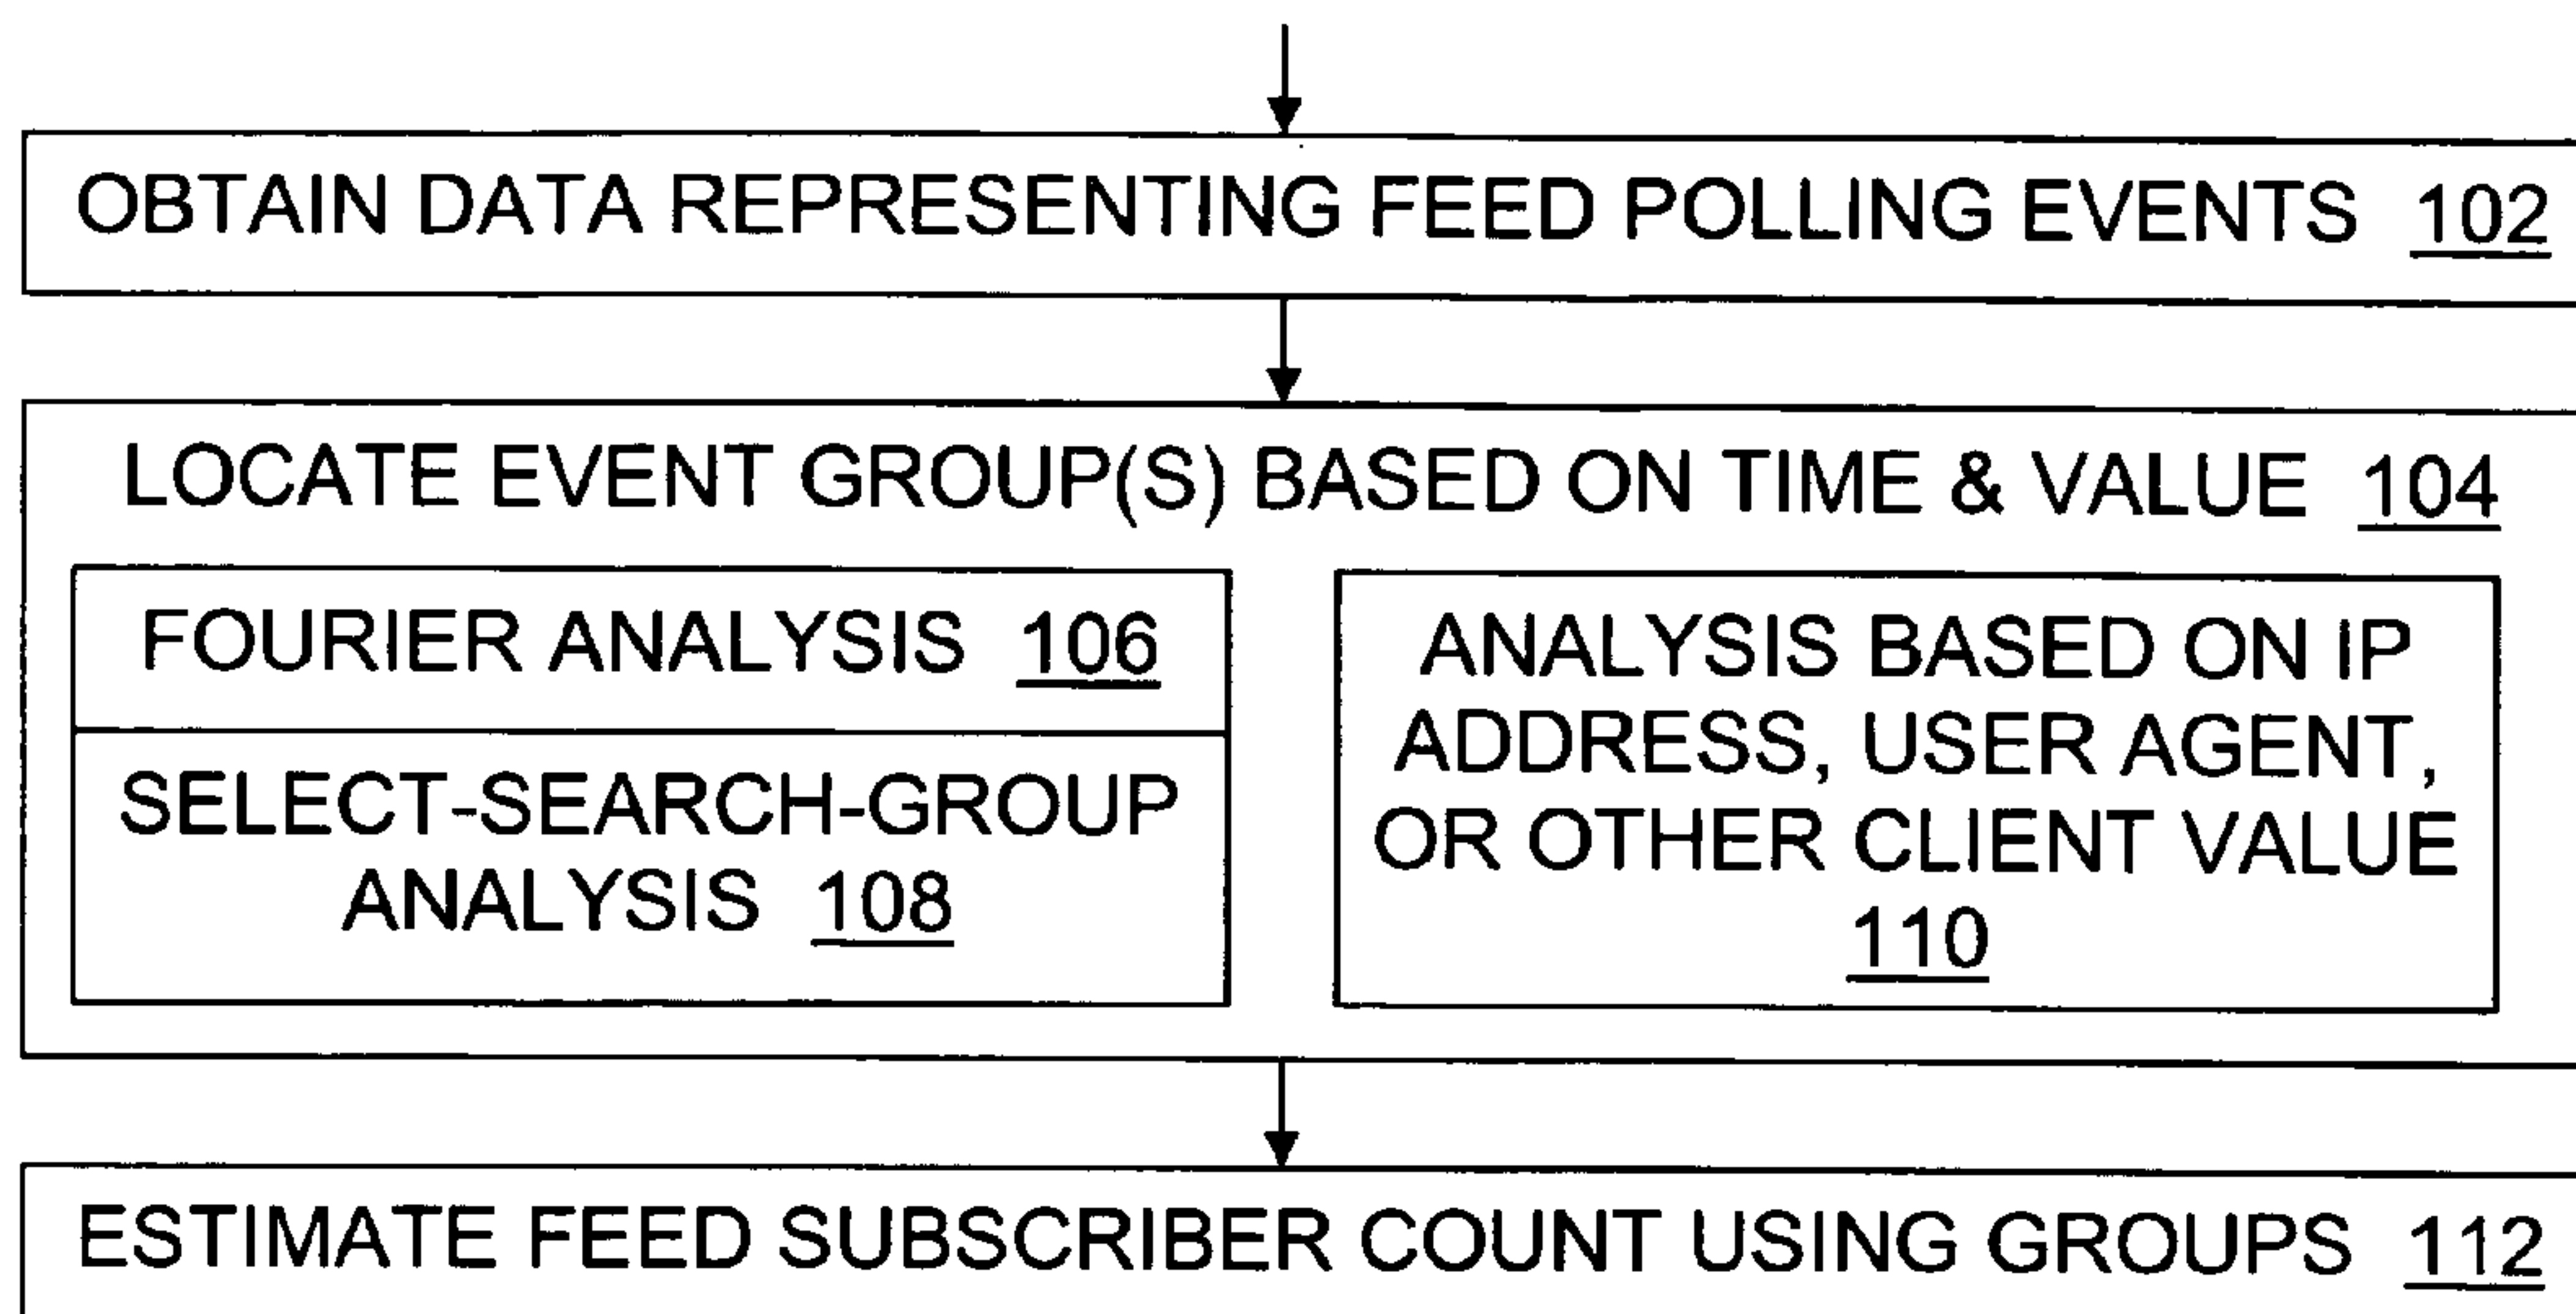 OBTAIN DATA REPRESENTING FEED POLLING EVENTS 102
LOCATE EVENT GROUP(S) BASED ON TIME & VALUE 104
FOURIER ANALYSIS 106
SELECT-SEARCH-GROUP
ANALYSIS 108
ANALYSIS BASED ON IP
ADDRESS, USER AGENT,
OR OTHER CLIENT VALUE
110
ESTIMATE FEED SUBSCRIBER COUNT USING GROUPS 112